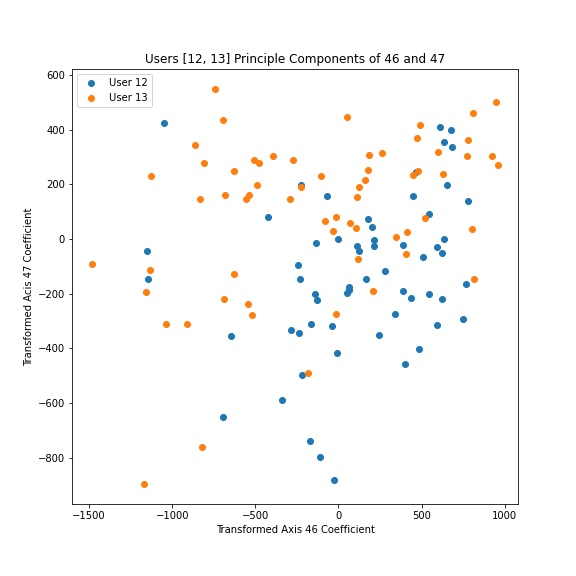 Users [12, 13] Principle Components of 46 and 47
User 12
User 13
600
400
200
0
−200
−400
−600
−800
Transformed Acis 47 Coefficient
−1500
−1000
−500
0
500
1000
Transformed Axis 46 Coefficient